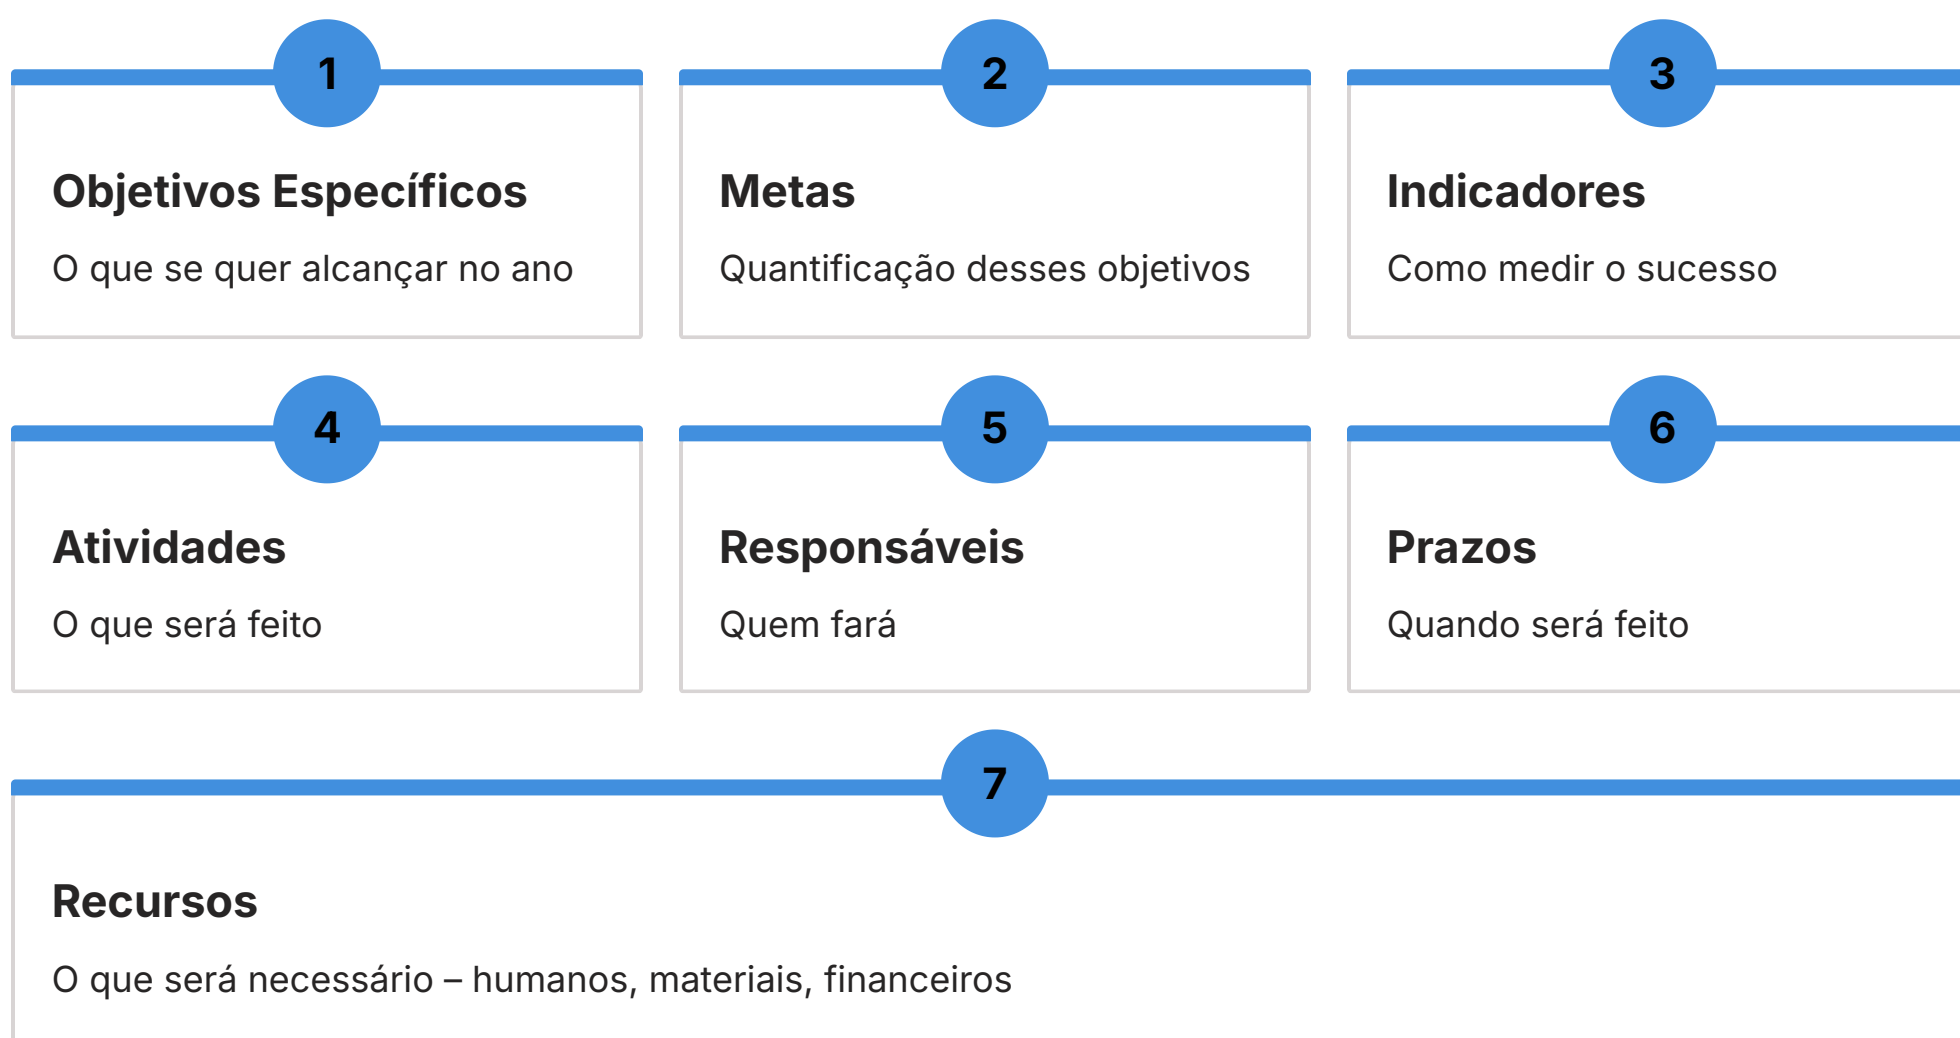 1
Objetivos Específicos
O que se quer alcançar no ano
2
Metas
Quantificação desses objetivos
3
Indicadores
Como medir o sucesso
4
Atividades
O que será feito
5
Responsáveis
Quem fará
6
Prazos
Quando será feito
7
Recursos
O que será necessário – humanos, materiais, financeiros